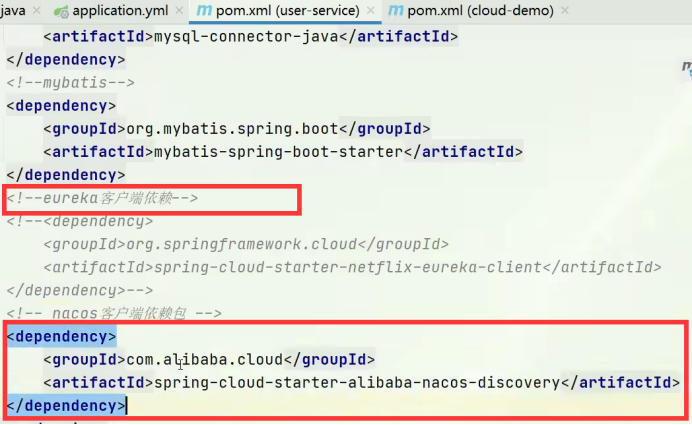 java application.yml pom.xml (user-service) pom.xml (cloud-demo)
<artifactId>mysql-connector-java</artifactId>
</dependency>
<!--mybatis-->
<dependency>
<groupId>org.mybatis.spring.boot</groupId>
<artifactId>mybatis-spring-boot-starter</artifactId>
</dependency>
<!--eureka客户端依赖-->
<!--<dependency>
<groupId>org.springframework.cloud</groupId>
<artifactId>spring-cloud-starter-netflix-eureka-client</artifactId>
</dependency>-->
<!-- nacos客户端依赖包 -->
<dependency>
<groupId>com.alibaba.cloud</groupId>
<artifactId>spring-cloud-starter-alibaba-nacos-discovery</artifactId>
</dependency>